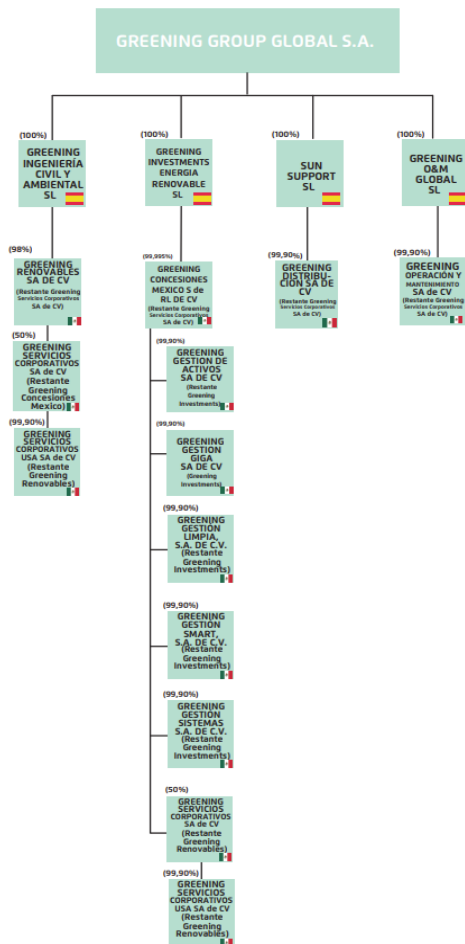 GREENING GROUP GLOBAL S.A.
(100%)
GREENING
INGENIERÍA
CIVIL Y
AMBIENTAL
SL
(100%)
GREENING
INVESTMENTS
ENERGIA
RENOVABLE
SL
(100%)
SUN
SUPPORT
SL
(100%)
GREENING
O&M
GLOBAL
SL
(98%)
GREENING
RENOVABLES
SA DE CV
(Restante Greening
Servicios Corporativos
SA de CV)
(50%)
GREENING
SERVICIOS
CORPORATIVOS
SA de CV
(Restante
Greening
Concesiones
Mexico)
(99,90%)
GREENING
SERVICIOS
CORPORATIVOS
USA SA de CV
(Restante
Greening
Renovables)
(99,995%)
GREENING
CONCESIONES
MEXICO S de
RL DE CV
(Restante Greening
Servicios Corporativos
SA de CV)
(99,90%)
GREENING
GESTION DE
ACTIVOS
SA DE CV
(Restante
Greening
Investments)
(99,90%)
GREENING
GESTION
GIGA
SA DE CV
(Greening
Investments)
(99,90%)
GREENING
GESTIÓN
LIMPIA,
S.A. DE C.V.
(Restante
Greening
Investments)
(99,90%)
GREENING
GESTIÓN
SMART,
S.A. DE C.V.
(Restante
Greening
Investments)
(99,90%)
GREENING
GESTIÓN
SISTEMAS
S.A. DE C.V.
(Restante
Greening
Investments)
(50%)
GREENING
SERVICIOS
CORPORATIVOS
SA de CV
(Restante
Greening
Renovables)
(99,90%)
GREENING
SERVICIOS
CORPORATIVOS
USA SA de CV
(Restante
Greening
Renovables)
(99,90%)
GREENING
DISTRIBU-
CIÓN SA DE
CV
(Restante Greening
Servicios Corporativos
SA de CV)
(99,90%)
GREENING
OPERACIÓN Y
MANTENIMIENTO
SA de CV
(Restante Greening
Servicios Corporativos
SA de CV)